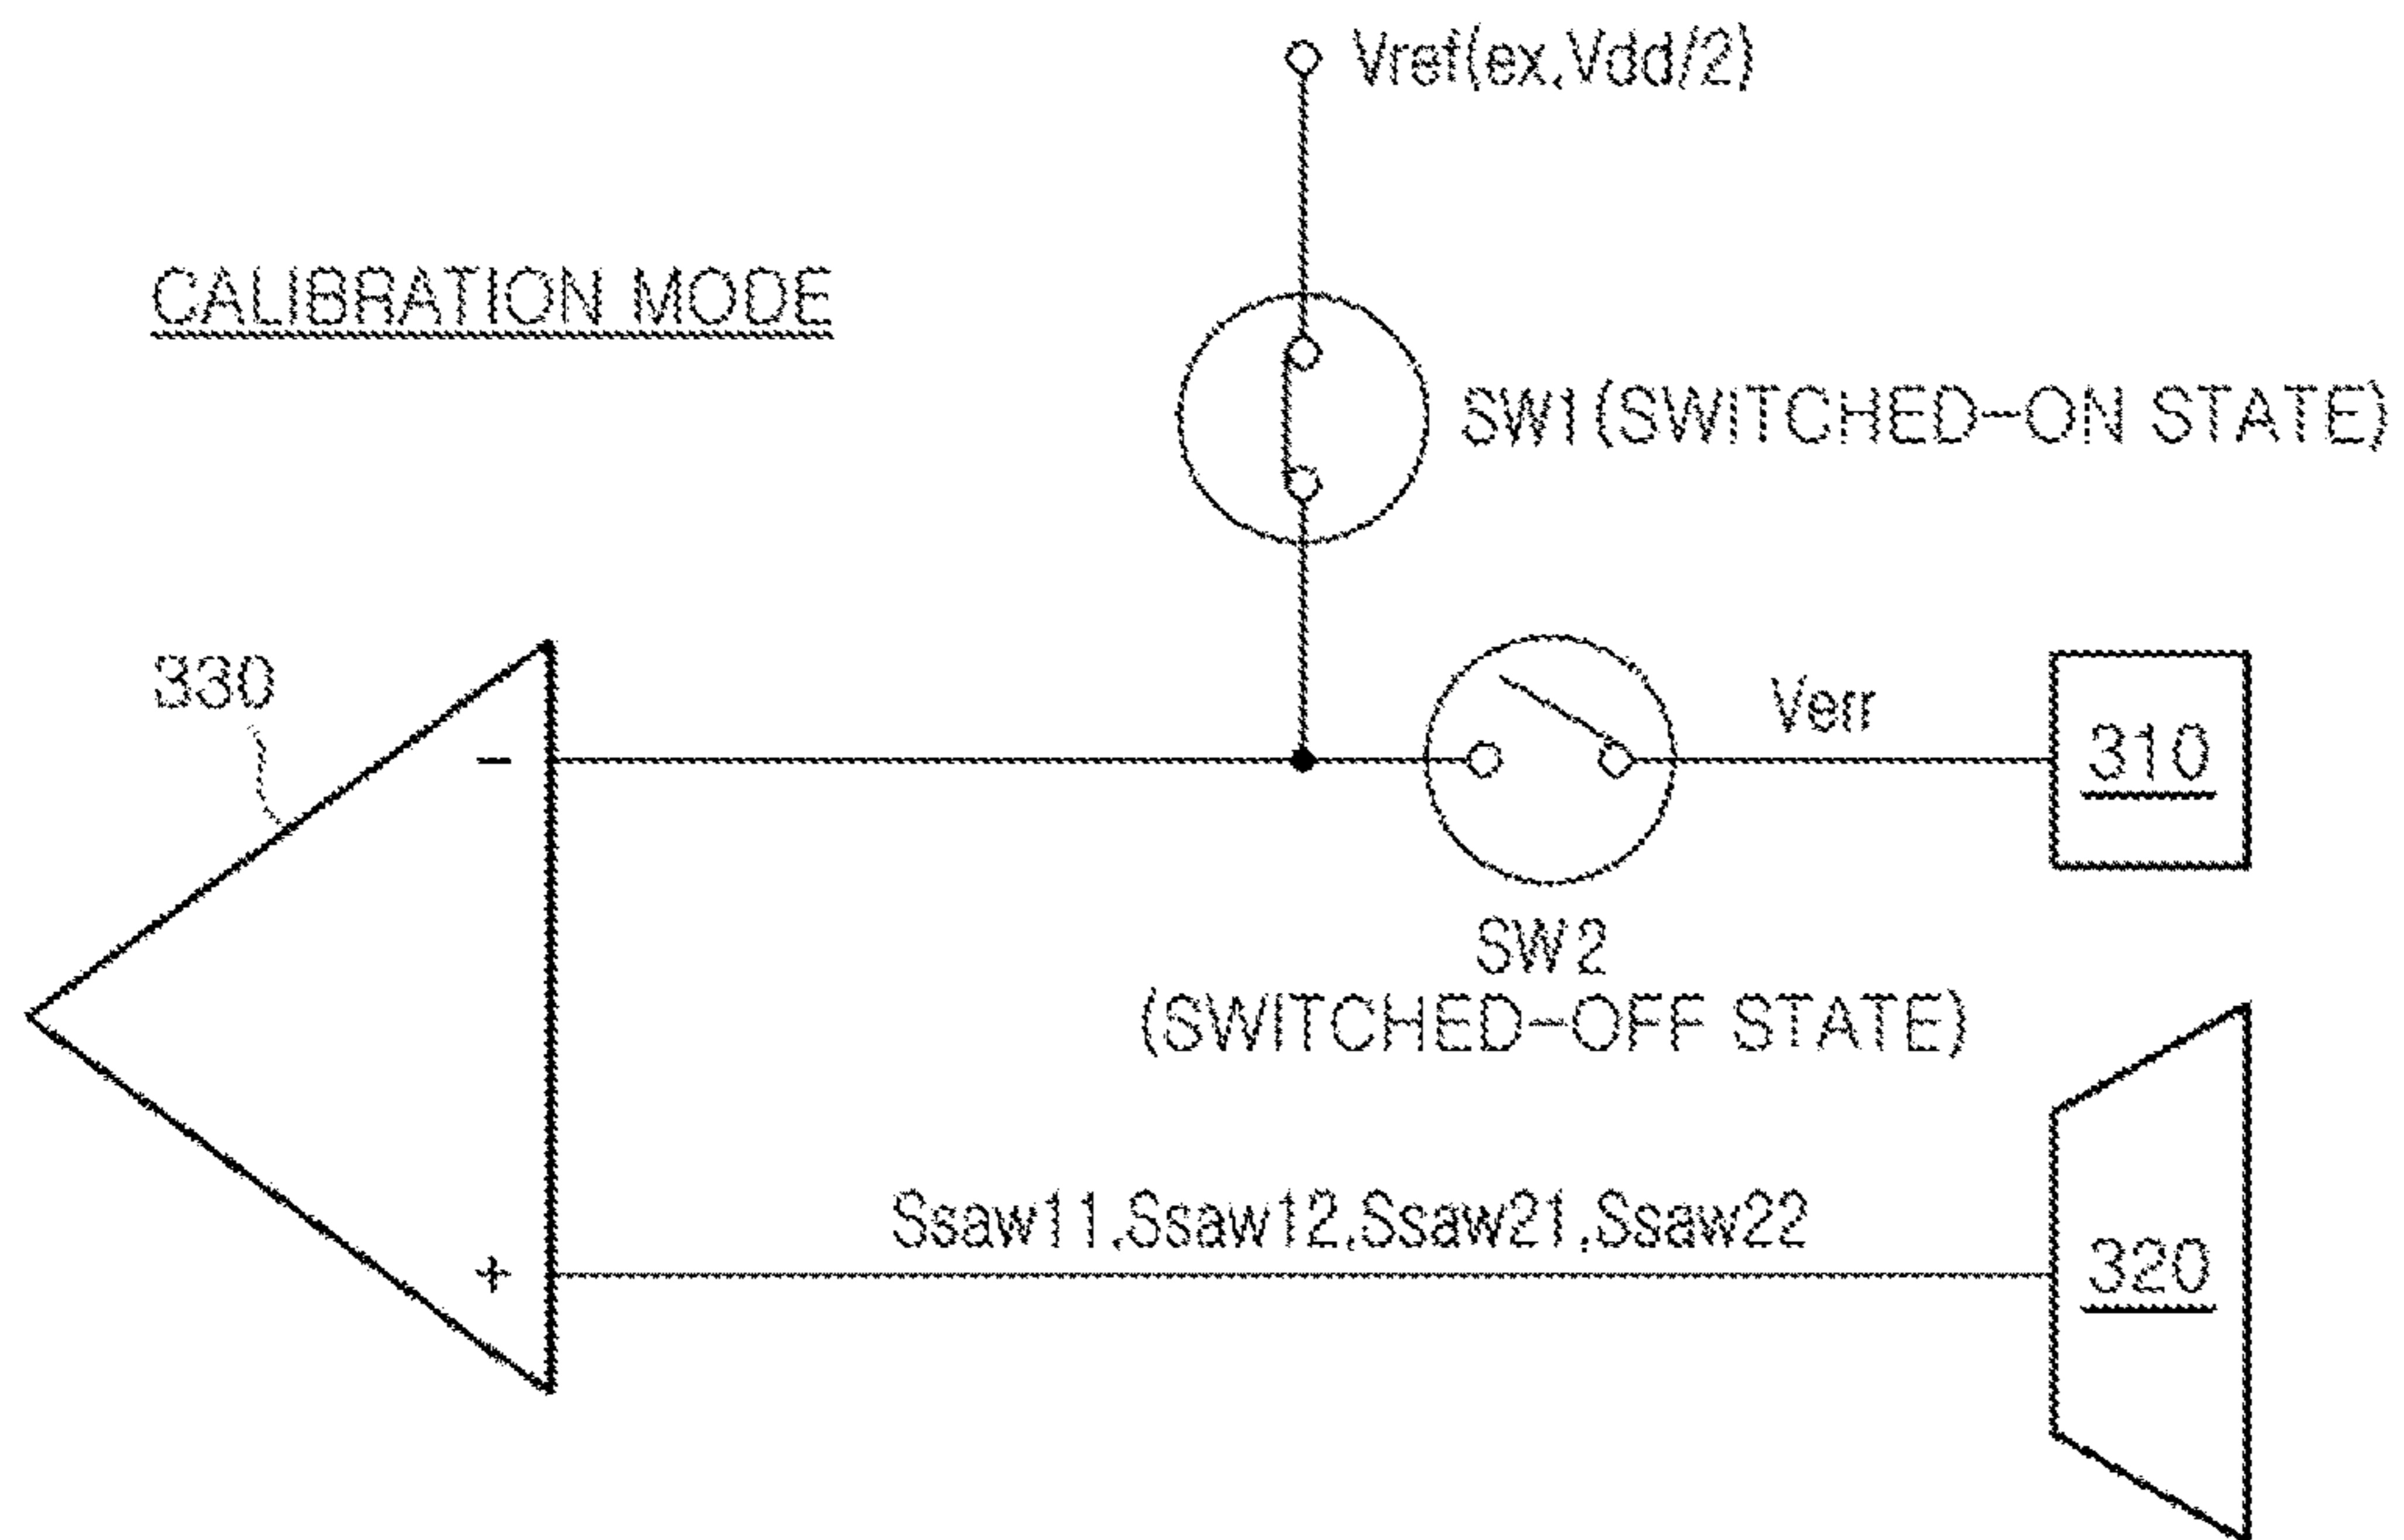 Vref(ex,Vdd/2)
CALIBRATION MODE
SW1(SWITCHED-ON STATE)
330
-
Verr
310
SW2
(SWITCHED-OFF STATE)
Ssaw11,Ssaw12,Ssaw21,Ssaw22
+
320